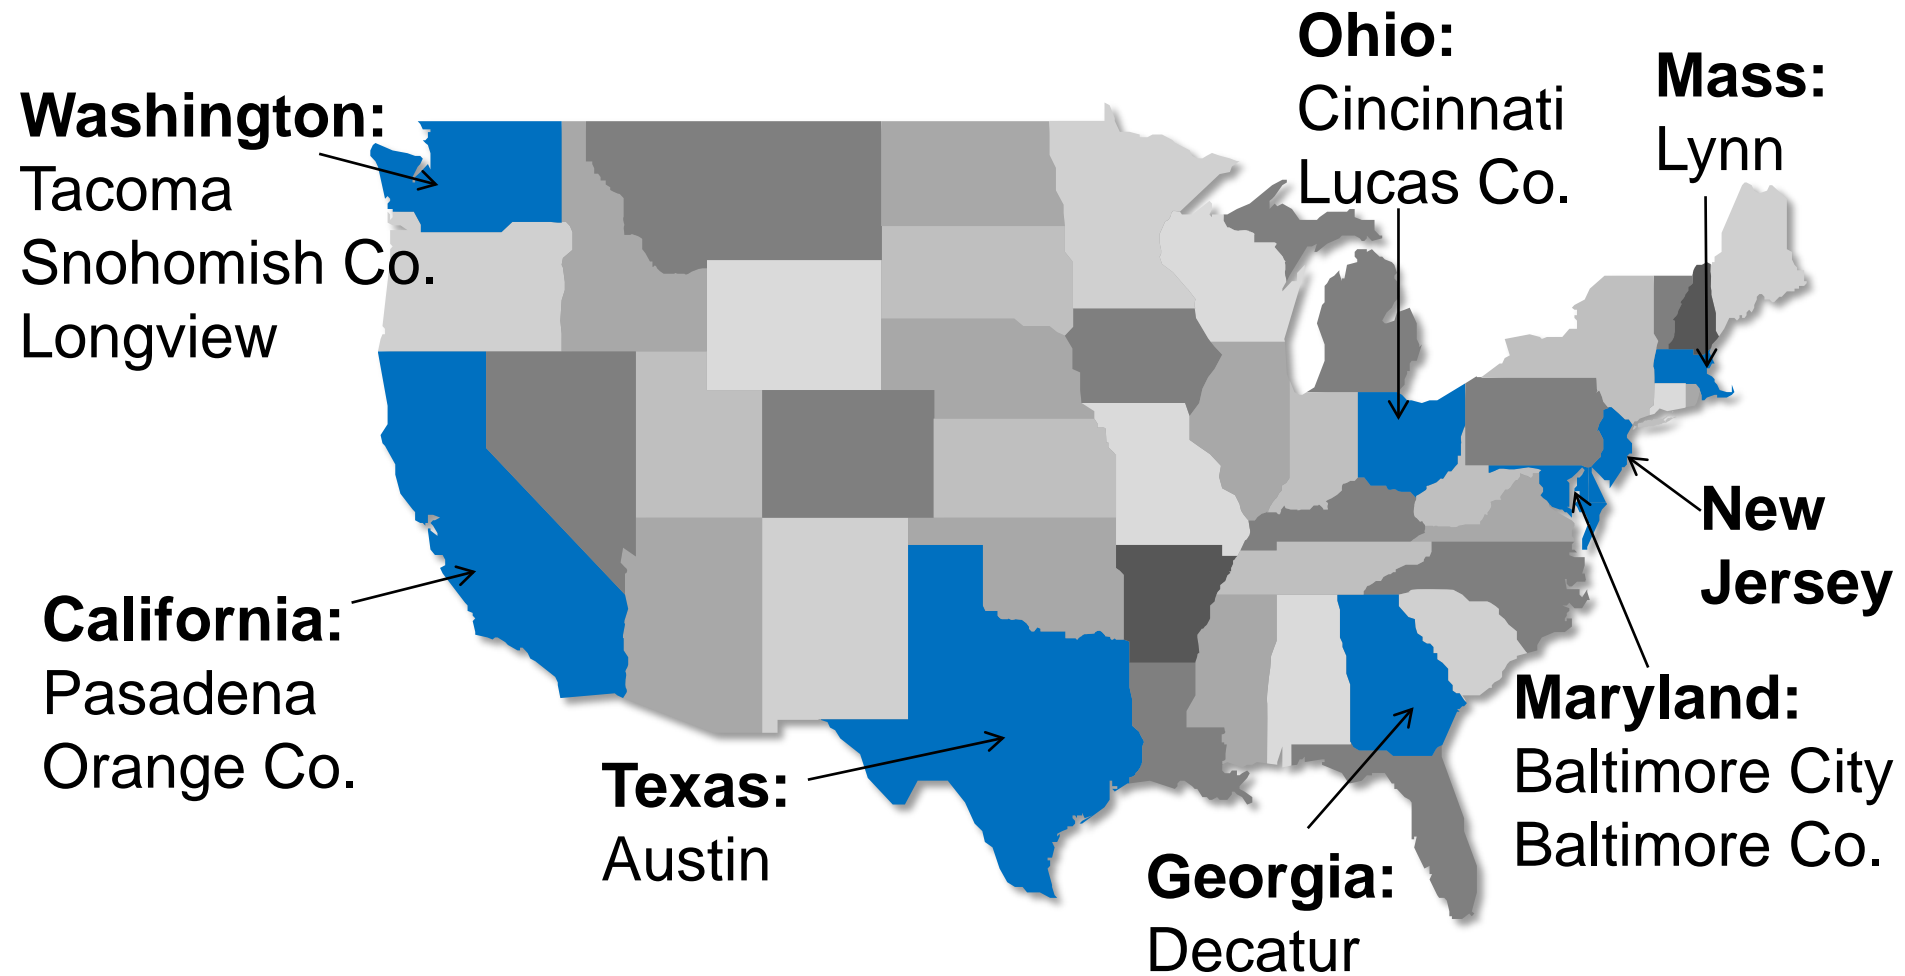 Washington:
Tacoma
Snohomish Co.
Longview
Ohio:
Cincinnati
Lucas Co.
Mass:
Lynn
New
Jersey
California:
Pasadena
Orange Co.
Texas:
Austin
Georgia:
Decatur
Maryland:
Baltimore City
Baltimore Co.